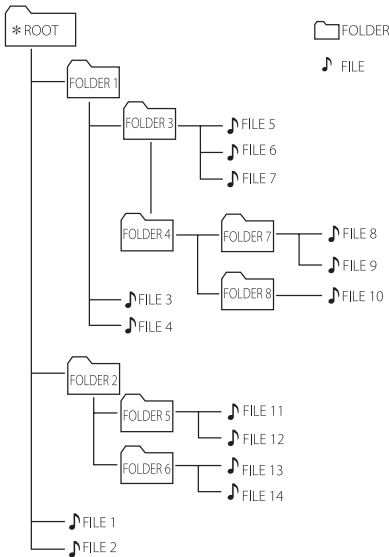 * ROOT
FOLDER
FILE
FOLDER 1
FOLDER 3
FILE 5
FILE 6
FILE 7
FOLDER 4
FOLDER 7
FILE 8
FILE 9
FOLDER 8
FILE 10
FILE 3
FILE 4
FOLDER 2
FOLDER 5
FILE 11
FILE 12
FOLDER 6
FILE 13
FILE 14
FILE 1
FILE 2